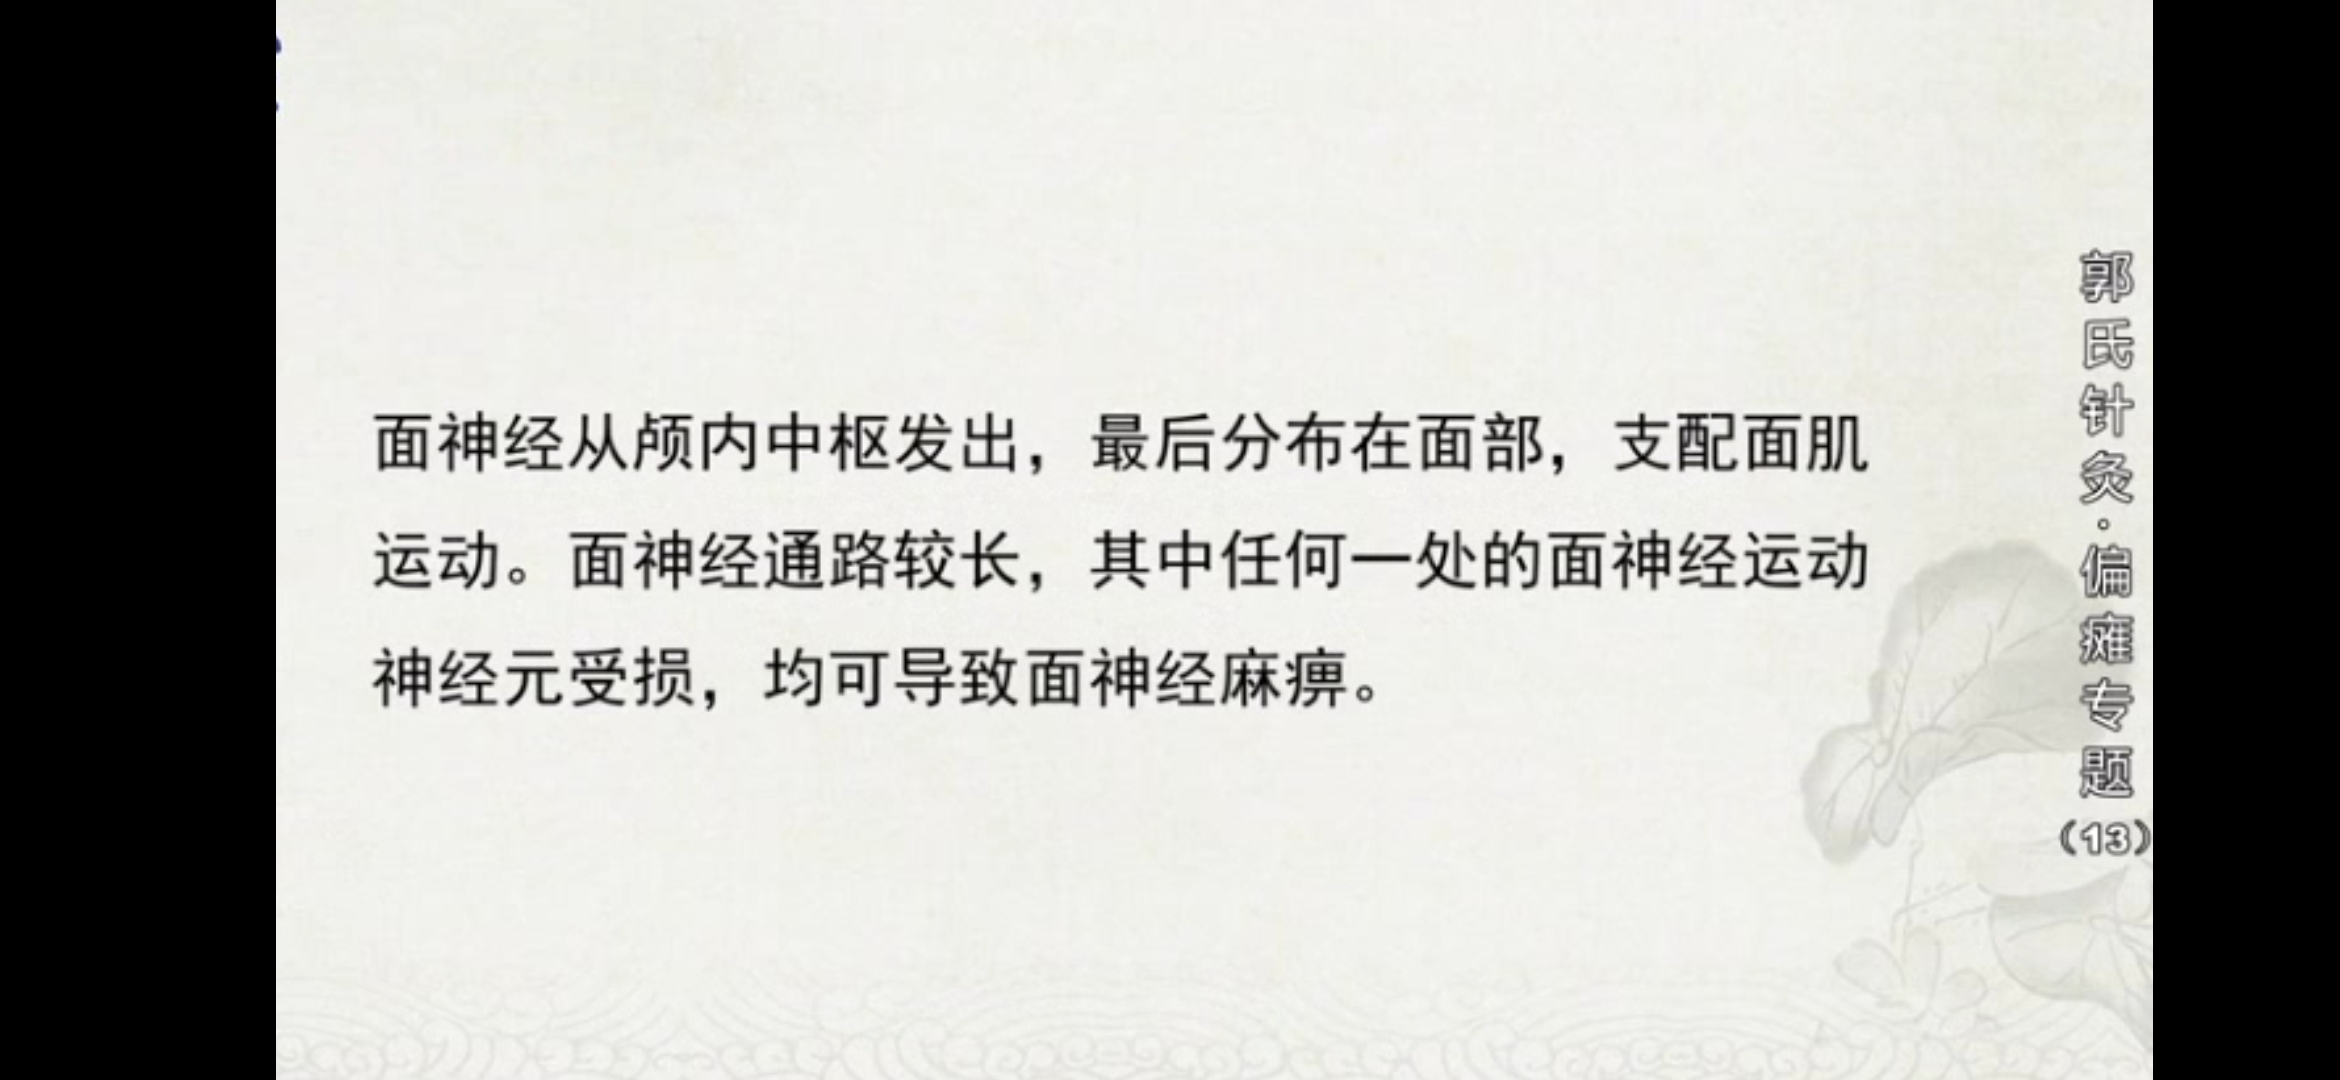 面神经从颅内中枢发出，最后分布在面部，支配面肌
运动。面神经通路较长，其中任何一处的面神经运动
神经元受损，均可导致面神经麻痹。
郭氏针灸·偏瘫专题（13）